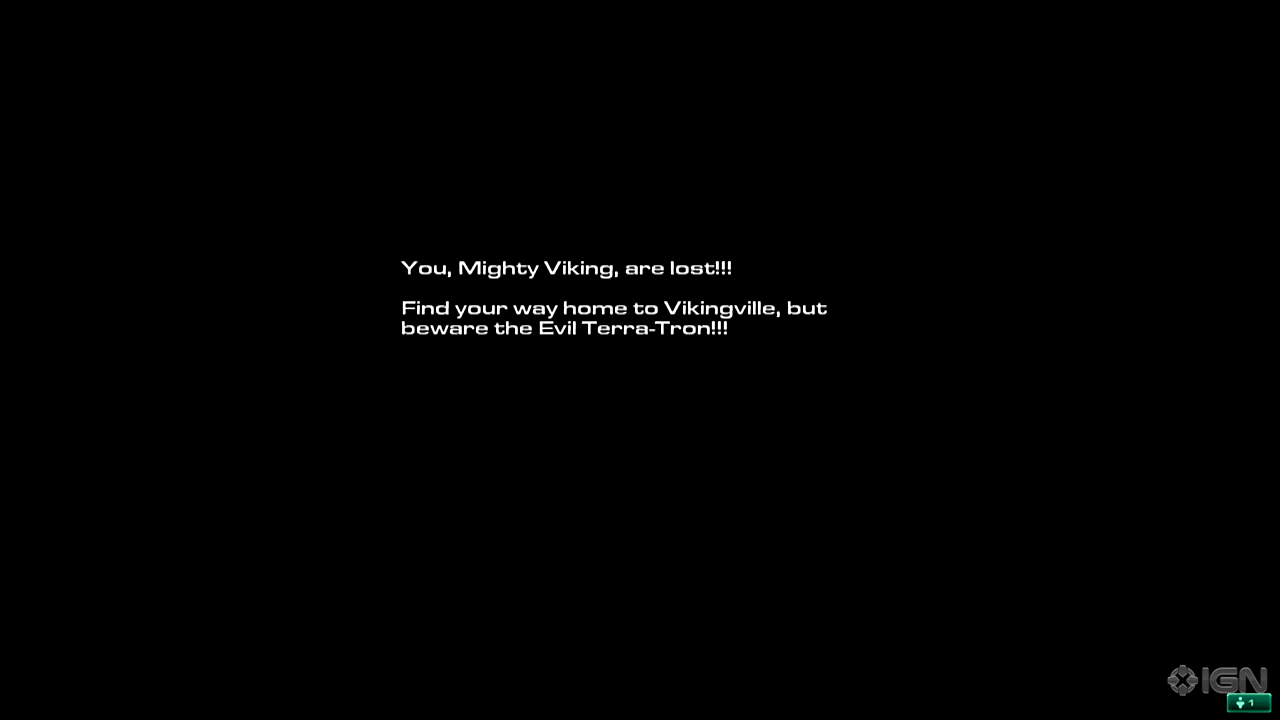 You, Mighty Viking, are lost!!!
Find your way home to Vikingville, but
beware the Evil Terra-Tron!!!
IGN
1